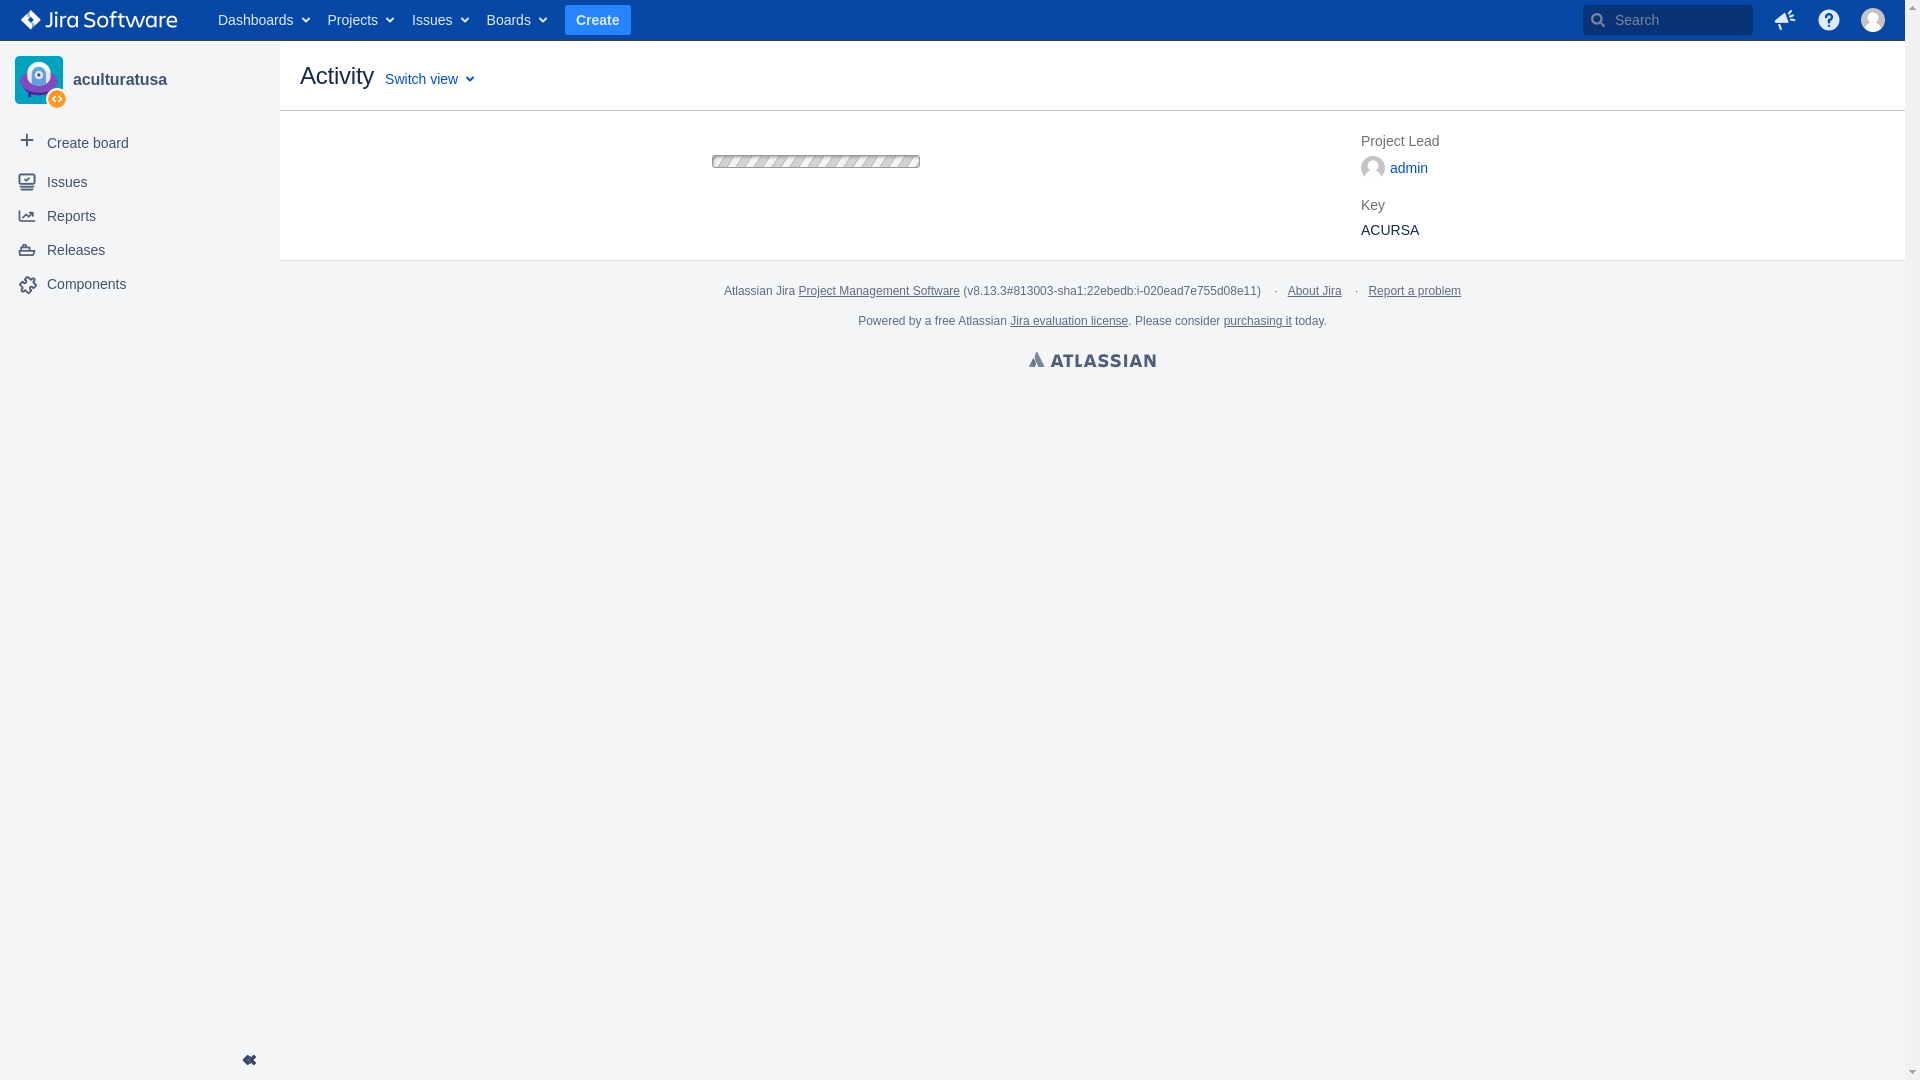 Jira Software
Dashboards
Projects
Issues
Boards
Create
Search
aculturatusa
Create board
Issues
Reports
Releases
Components
Activity
Switch view
Project Lead
admin
Key
ACURSA
Atlassian Jira Project Management Software (v8.13.3#813003-sha1:22ebedb:i-020ead7e755d08e11) · About Jira · Report a problem
Powered by a free Atlassian Jira evaluation license. Please consider purchasing it today.
ATLASSIAN